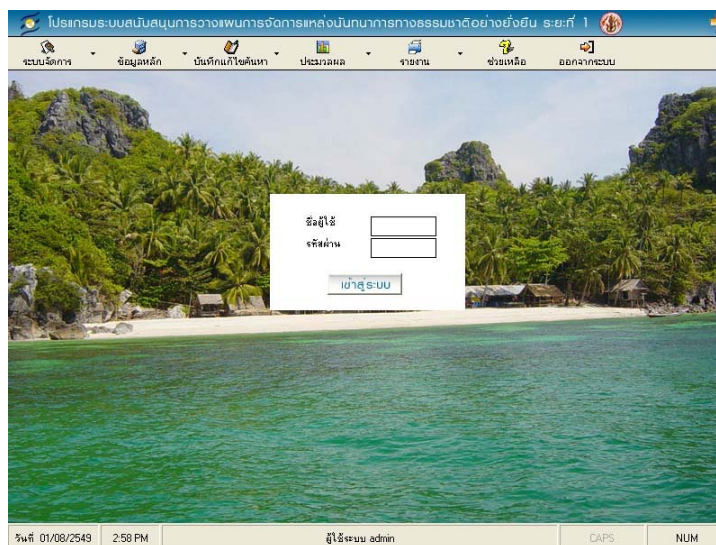 โปรแกรมระบบสนับสนุนการวางแผนการจัดการแหล่งนันทนาการทางธรรมชาติอย่างยั่งยืน ระยะที่ 1
ระบบจัดการ ข้อมูลหลัก บันทึกแก้ไขค้นหา ประมวลผล รายงาน ช่วยเหลือ ออกจากระบบ
ชื่อผู้ใช้
รหัสผ่าน
เข้าสู่ระบบ
วันที่ 01/08/2549 2:58 PM ผู้ใช้ระบบ admin CAPS NUM